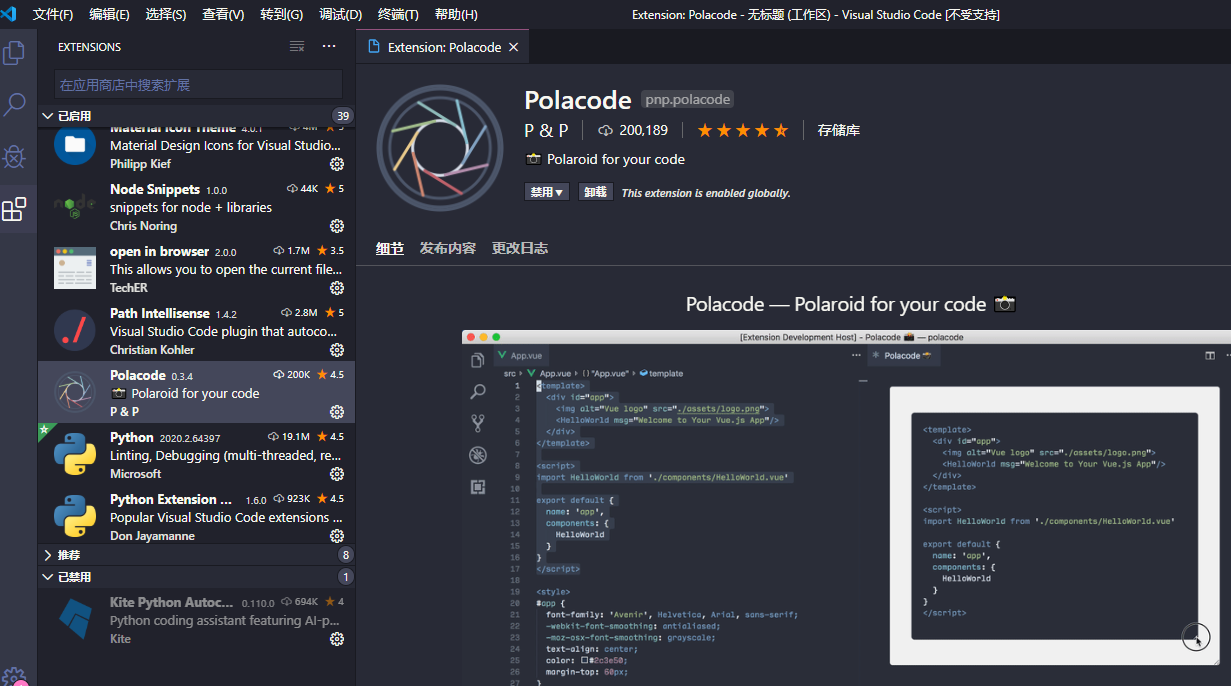 文件(F) 编辑(E) 选择(S) 查看(V) 转到(G) 调试(D) 终端(T) 帮助(H) Extension: Polacode - 无标题 (工作区) - Visual Studio Code [不受支持]
EXTENSIONS
在应用商店中搜索扩展
已启用 39
Material Icon Theme 4.0.1 4M 5
Material Design Icons for Visual Studio...
Philipp Kief
Node Snippets 1.0.0 44K 5
snippets for node + libraries
Chris Noring
open in browser 2.0.0 1.7M 3.5
This allows you to open the current file...
TechER
Path Intellisense 1.4.2 2.8M 5
Visual Studio Code plugin that autoco...
Christian Kohler
Polacode 0.3.4 200K 4.5
Polaroid for your code
P & P
Python 2020.2.64397 19.1M 4.5
Linting, Debugging (multi-threaded, re...
Microsoft
Python Extension ... 1.6.0 923K 4.5
Popular Visual Studio Code extensions ...
Don Jayamanne
推荐 8
已禁用 1
Kite Python Autoc... 0.110.0 694K 4
Python coding assistant featuring AI-p...
Kite
Extension: Polacode
Polacode pnp.polacode
P & P 200,189 存储库
Polaroid for your code
禁用 卸载 This extension is enabled globally.
细节 发布内容 更改日志
Polacode — Polaroid for your code
[Extension Development Host] - Polacode — polacode
App.vue
src › App.vue › {} "App.vue" › template
1 <template>
2 <div id="app">
3 <img alt="Vue logo" src="./assets/logo.png">
4 <HelloWorld msg="Welcome to Your Vue.js App"/>
5 </div>
6 </template>
7
8 <script>
9 import HelloWorld from './components/HelloWorld.vue'
10
11 export default {
12 name: 'app',
13 components: {
14 HelloWorld
15 }
16 }
17 </script>
18
19 <style>
20 #app {
21 font-family: 'Avenir', Helvetica, Arial, sans-serif;
22 -webkit-font-smoothing: antialiased;
23 -moz-osx-font-smoothing: grayscale;
24 text-align: center;
25 color: #2c3e50;
26 margin-top: 60px;
27 }
Polacode
<template>
<div id="app">
<img alt="Vue logo" src="./assets/logo.png">
<HelloWorld msg="Welcome to Your Vue.js App"/>
</div>
</template>
<script>
import HelloWorld from './components/HelloWorld.vue'
export default {
name: 'app',
components: {
HelloWorld
}
}
</script>